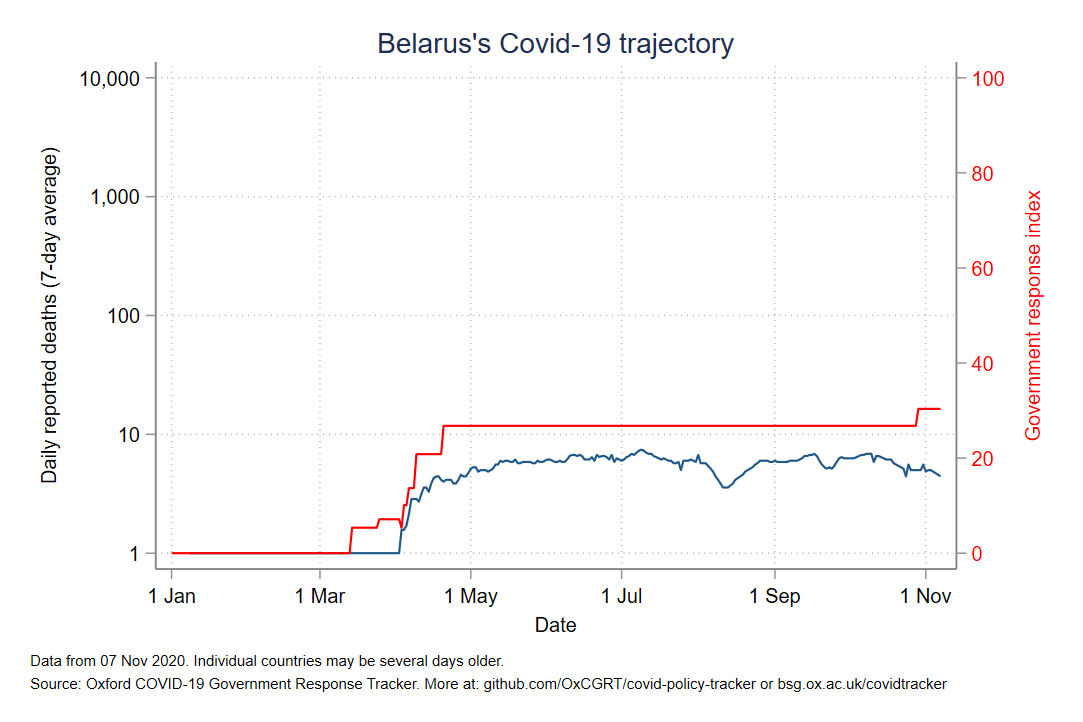 Belarus's Covid-19 trajectory
10,000
1,000
100
10
1
Daily reported deaths (7-day average)
100
80
60
40
20
0
Government response index
1 Jan
1 Mar
1 May
1 Jul
1 Sep
1 Nov
Date
Data from 07 Nov 2020. Individual countries may be several days older.
Source: Oxford COVID-19 Government Response Tracker. More at: github.com/OxCGRT/covid-policy-tracker or bsg.ox.ac.uk/covidtracker